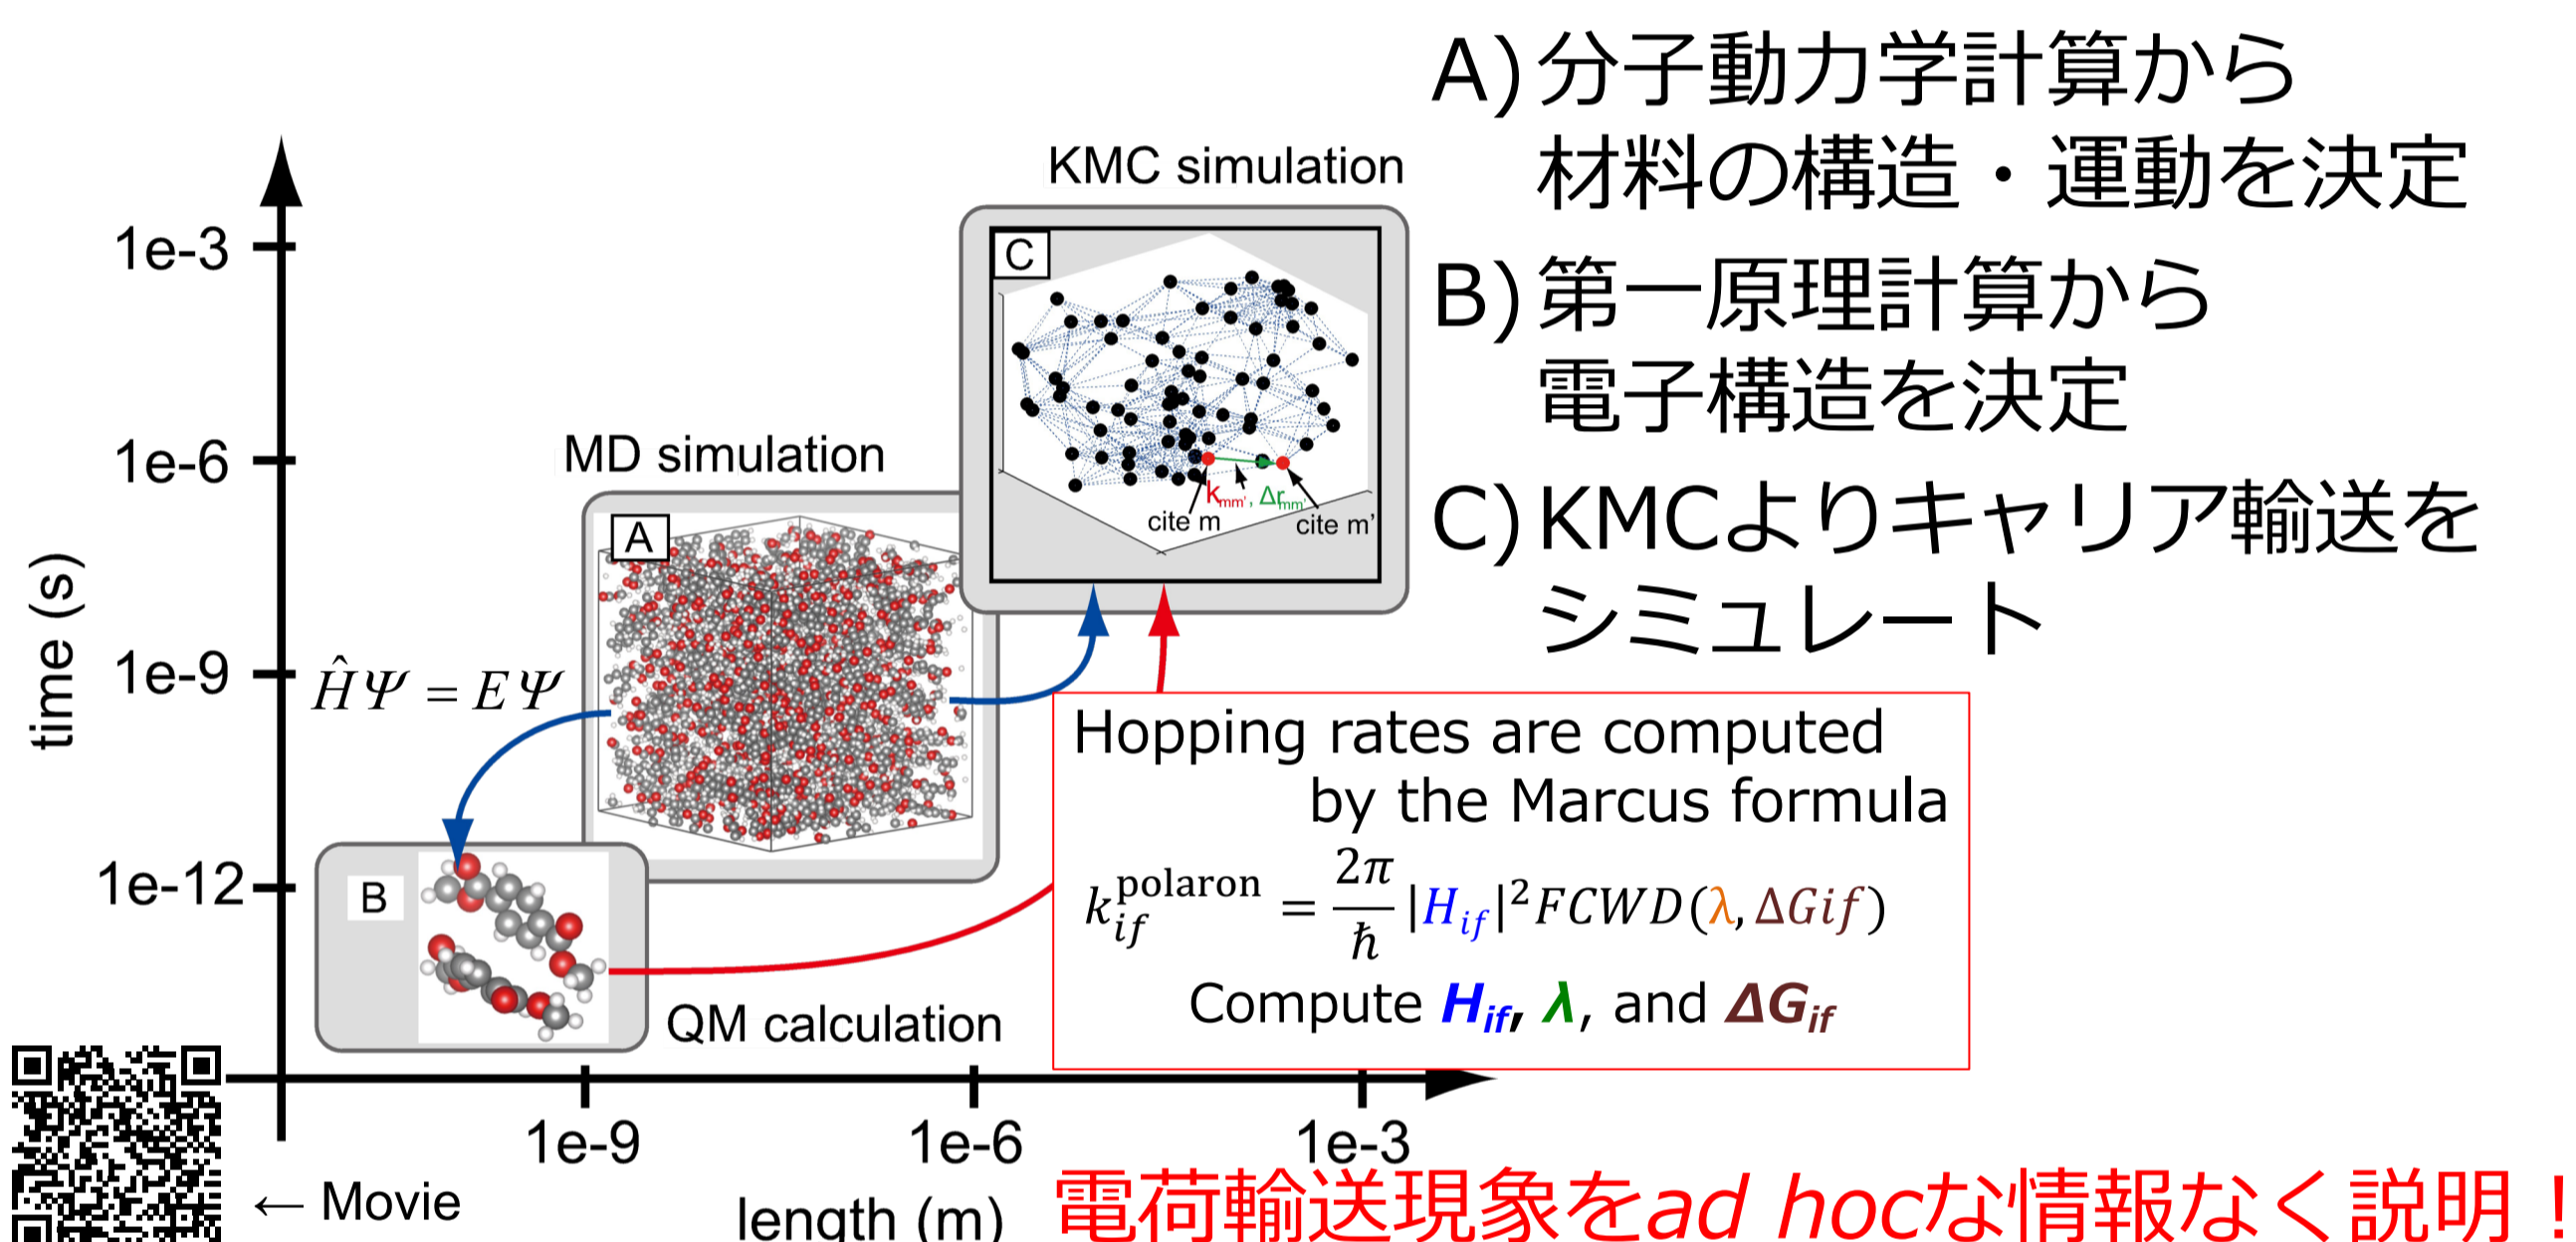 A) 分子動力学計算から
材料の構造・運動を決定
B) 第一原理計算から
電子構造を決定
C) KMCよりキャリア輸送を
シミュレート
KMC simulation
C
k_mm', Δr_mm'
cite m
cite m'
MD simulation
A
ĤΨ = EΨ
B
QM calculation
Hopping rates are computed
by the Marcus formula
k_if^polaron = 2π/ħ |H_if|²FCWD(λ, ΔGif)
Compute H_if, λ, and ΔG_if
time (s)
1e-3
1e-6
1e-9
1e-12
1e-9
1e-6
1e-3
length (m)
← Movie
電荷輸送現象をad hocな情報なく説明！